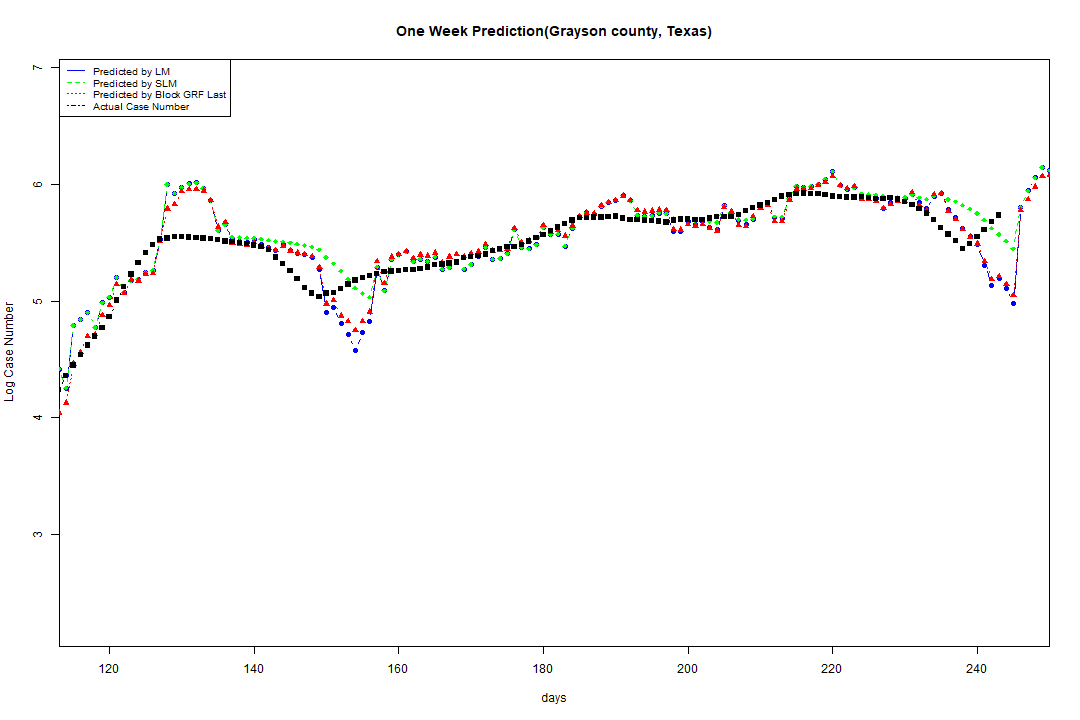 One Week Prediction(Grayson county, Texas)
Predicted by LM
Predicted by SLM
Predicted by Block GRF Last
Actual Case Number
7
6
5
4
3
Log Case Number
120 140 160 180 200 220 240
days